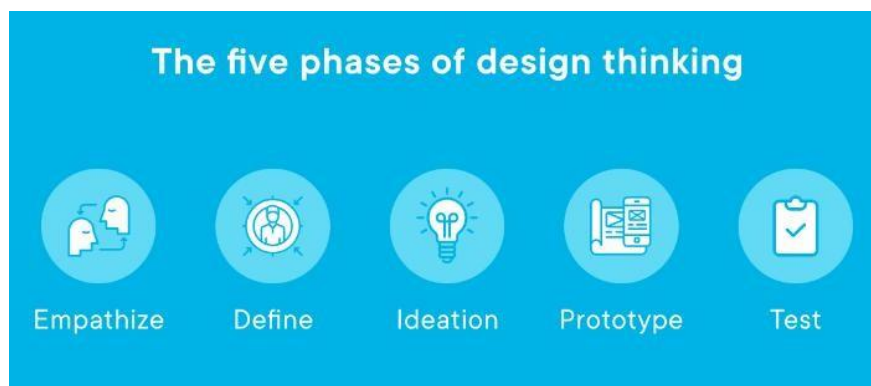 The five phases of design thinking
Empathize
Define
Ideation
Prototype
Test